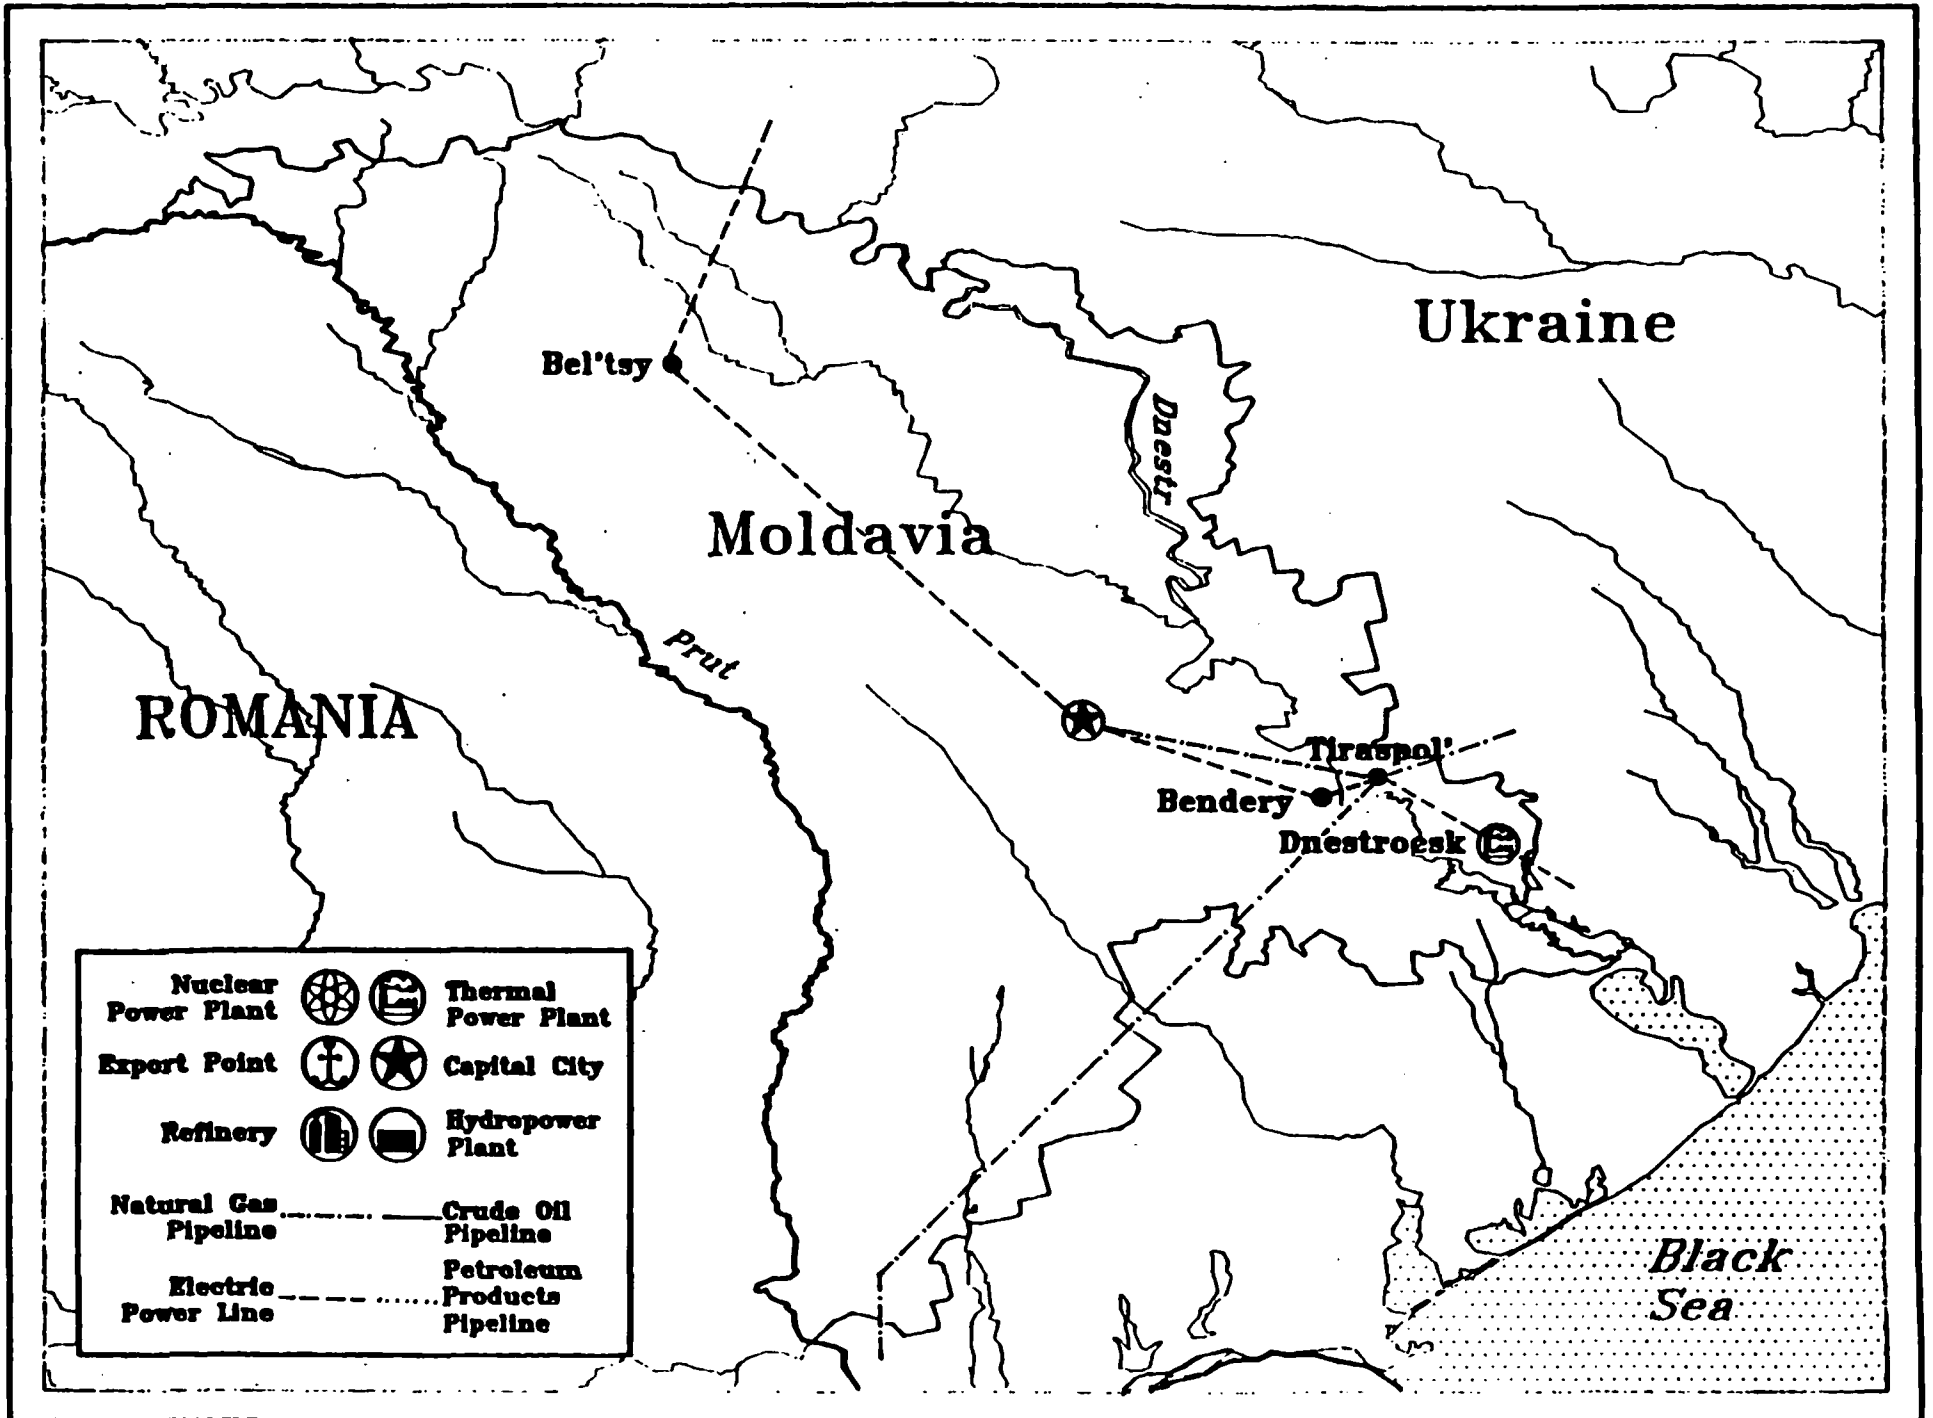 Ukraine
Bel'tsy
Dnestr
Moldavia
Prut
ROMANIA
Tiraspol'
Bendery
Dnestroesk
Nuclear
Power Plant
Thermal
Power Plant
Export Point
Capital City
Refinery
Hydropower
Plant
Natural Gas
Pipeline
Crude Oil
Pipeline
Electric
Power Line
Petroleum
Products
Pipeline
Black
Sea